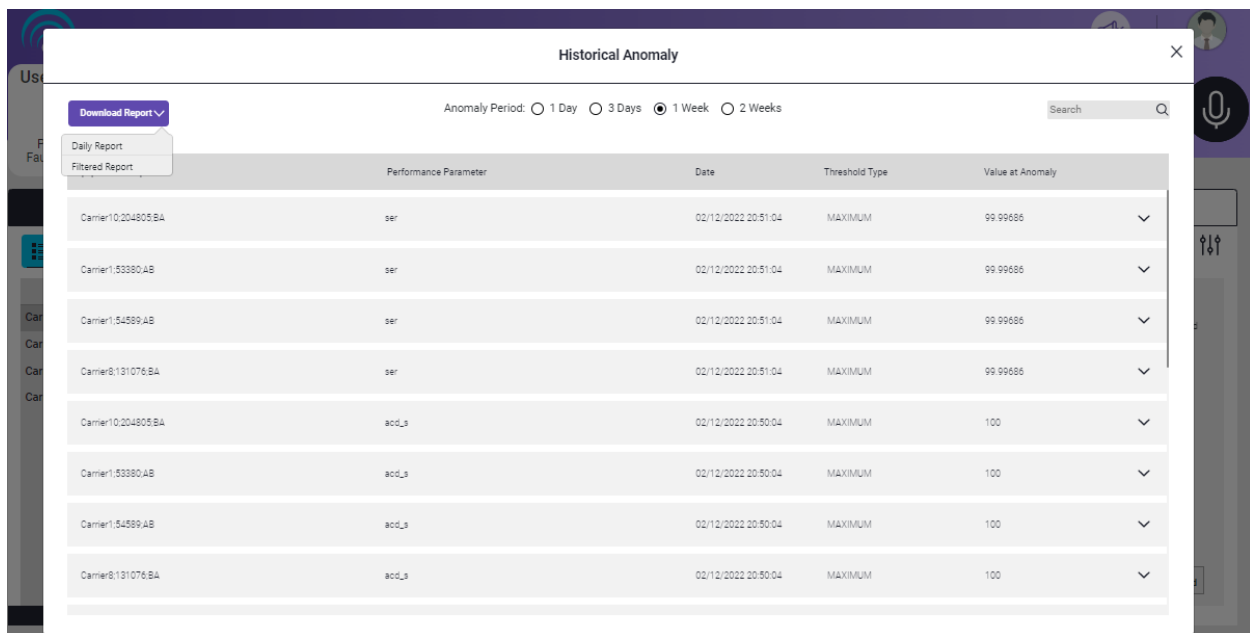 Historical Anomaly
Use
Download Report
Anomaly Period: 1 Day 3 Days 1 Week 2 Weeks
Search
Daily Report
Filtered Report
Fau
Performance Parameter Date Threshold Type Value at Anomaly
Carrier10;204805;BA ser 02/12/2022 20:51:04 MAXIMUM 99.99686
Carrier1;53380;AB ser 02/12/2022 20:51:04 MAXIMUM 99.99686
Car
Carrier1;54589;AB ser 02/12/2022 20:51:04 MAXIMUM 99.99686
Car
Carrier8;131076;BA ser 02/12/2022 20:51:04 MAXIMUM 99.99686
Car
Car
Carrier10;204805;BA acd_s 02/12/2022 20:50:04 MAXIMUM 100
Carrier1;53380;AB acd_s 02/12/2022 20:50:04 MAXIMUM 100
Carrier1;54589;AB acd_s 02/12/2022 20:50:04 MAXIMUM 100
Carrier8;131076;BA acd_s 02/12/2022 20:50:04 MAXIMUM 100